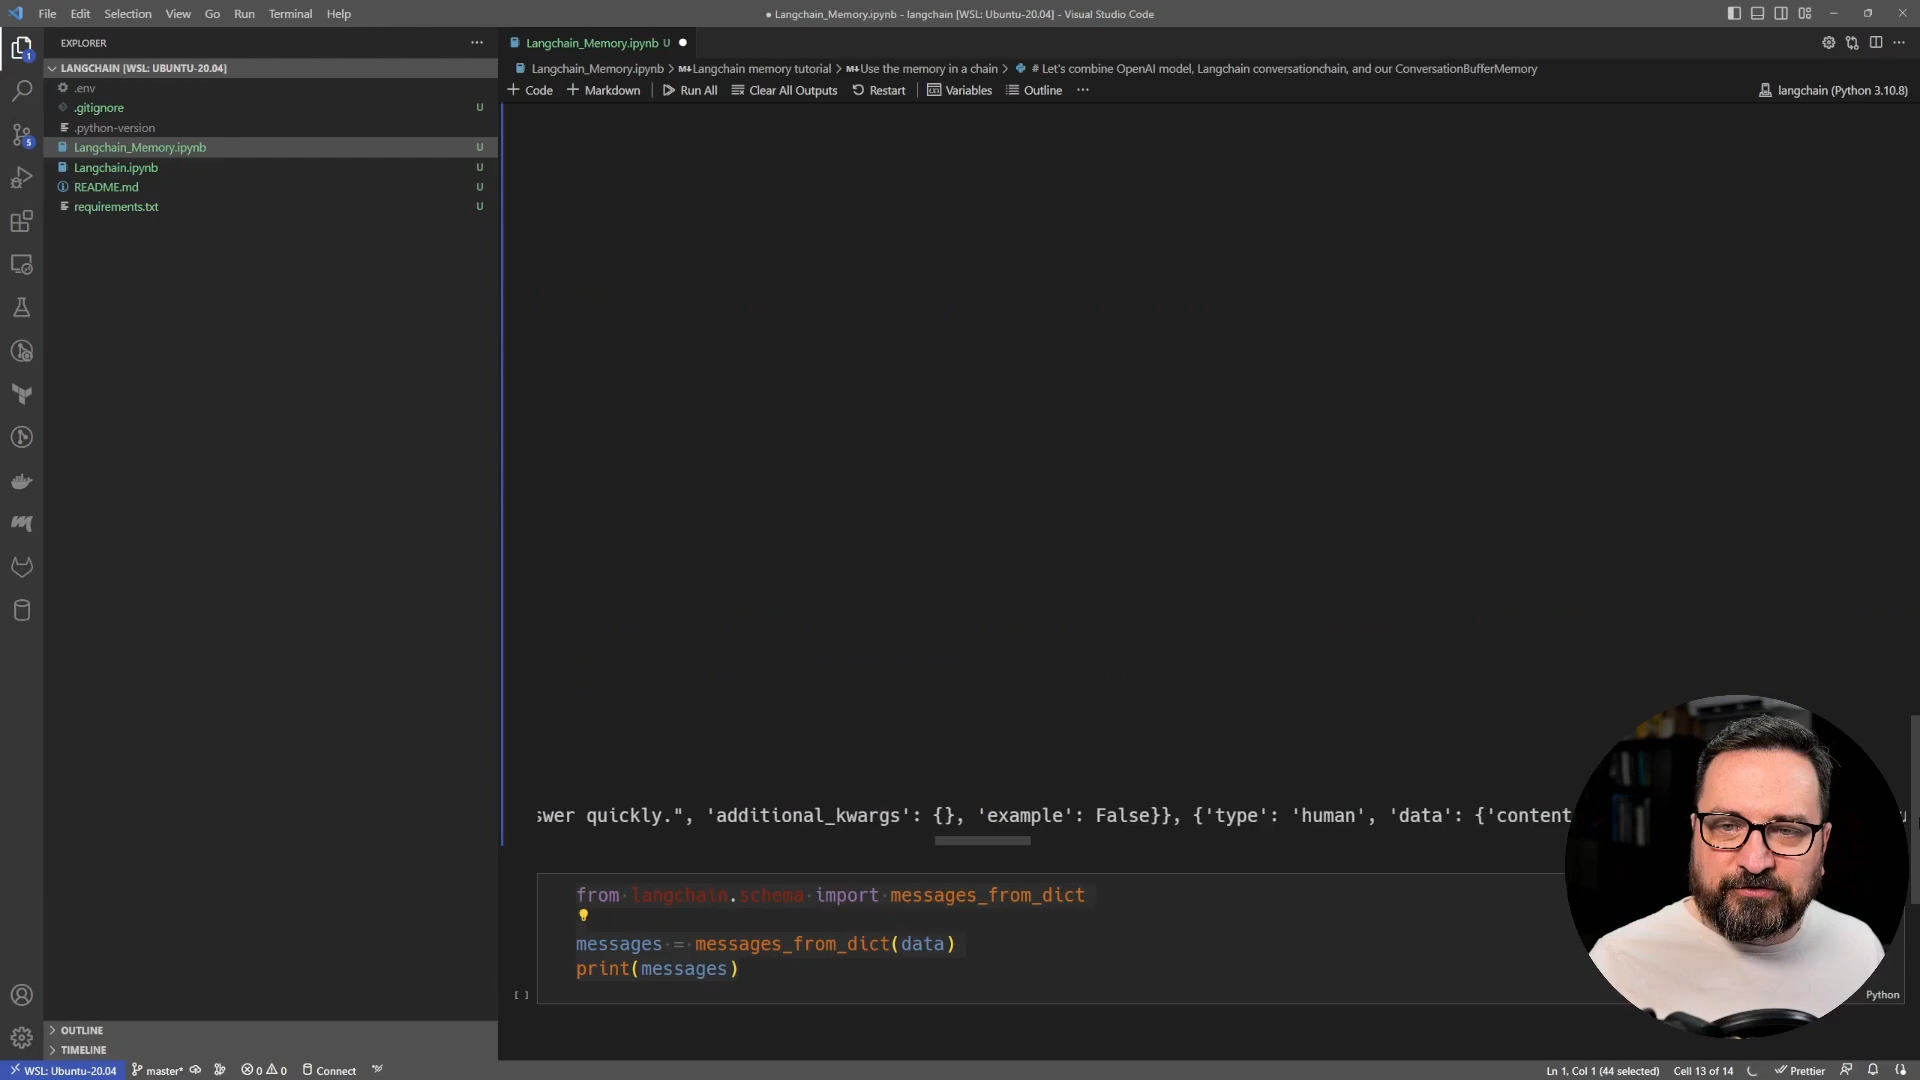 File Edit Selection View Go Run Terminal Help
● Langchain_Memory.ipynb - langchain [WSL: Ubuntu-20.04] - Visual Studio Code
EXPLORER
LANGCHAIN [WSL: UBUNTU-20.04]
.env
.gitignore U
.python-version
Langchain_Memory.ipynb U
Langchain.ipynb U
README.md U
requirements.txt U
1
5
Langchain_Memory.ipynb U
Langchain_Memory.ipynb > M↓Langchain memory tutorial > M↓Use the memory in a chain > # Let's combine OpenAI model, Langchain conversationchain, and our ConversationBufferMemory
+ Code + Markdown Run All Clear All Outputs Restart Variables Outline ···
langchain (Python 3.10.8)
swer quickly.", 'additional_kwargs': {}, 'example': False}}, {'type': 'human', 'data': {'content
from langchain.schema import messages_from_dict
messages = messages_from_dict(data)
print(messages)
[ ]
Python
OUTLINE
TIMELINE
WSL: Ubuntu-20.04 master* 0 0 Connect
Ln 1, Col 1 (44 selected) Cell 13 of 14 Prettier